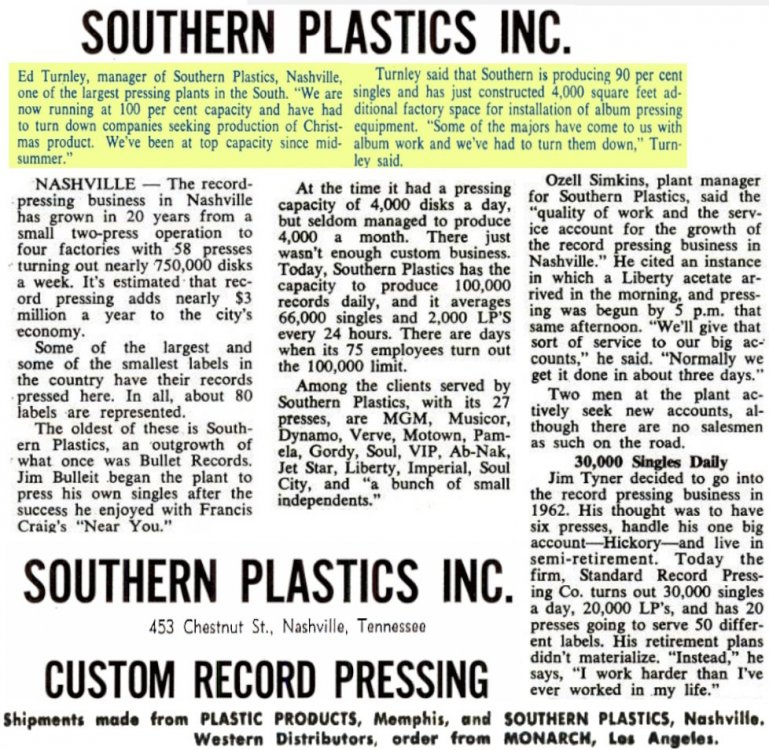 SOUTHERN PLASTICS INC.
Ed Turnley, manager of Southern Plastics, Nashville,
one of the largest pressing plants in the South. "We are
now running at 100 per cent capacity and have had
to turn down companies seeking production of Christ-
mas product. We've been at top capacity since mid-
summer."
Turnley said that Southern is producing 90 per cent
singles and has just constructed 4,000 square feet ad-
ditional factory space for installation of album pressing
equipment. "Some of the majors have come to us with
album work and we've had to turn them down," Turn-
ley said.
NASHVILLE — The record-
pressing business in Nashville
has grown in 20 years from a
small two-press operation to
four factories with 58 presses
turning out nearly 750,000 disks
a week. It's estimated that rec-
ord pressing adds nearly $3
million a year to the city's
economy.
Some of the largest and
some of the smallest labels in
the country have their records
pressed here. In all, about 80
labels are represented.
The oldest of these is South-
ern Plastics, an outgrowth of
what once was Bullet Records.
Jim Bulleit began the plant to
press his own singles after the
success he enjoyed with Francis
Craig's "Near You."
At the time it had a pressing
capacity of 4,000 disks a day,
but seldom managed to produce
4,000 a month. There just
wasn't enough custom business.
Today, Southern Plastics has the
capacity to produce 100,000
records daily, and it averages
66,000 singles and 2,000 LP'S
every 24 hours. There are days
when its 75 employees turn out
the 100,000 limit.
Among the clients served by
Southern Plastics, with its 27
presses, are MGM, Musicor,
Dynamo, Verve, Motown, Pam-
ela, Gordy, Soul, VIP, Ab-Nak,
Jet Star, Liberty, Imperial, Soul
City, and "a bunch of small
independents."
Ozell Simkins, plant manager
for Southern Plastics, said the
"quality of work and the serv-
ice account for the growth of
the record pressing business in
Nashville." He cited an instance
in which a Liberty acetate ar-
rived in the morning, and press-
ing was begun by 5 p.m. that
same afternoon. "We'll give that
sort of service to our big ac-
counts," he said. "Normally we
get it done in about three days."
Two men at the plant ac-
tively seek new accounts, al-
though there are no salesmen
as such on the road.
30,000 Singles Daily
Jim Tyner decided to go into
the record pressing business in
1962. His thought was to have
six presses, handle his one big
account—Hickory—and live in
semi-retirement. Today the
firm, Standard Record Press-
ing Co. turns out 30,000 singles
a day, 20,000 LP's, and has 20
presses going to serve 50 differ-
ent labels. His retirement plans
didn't materialize. "Instead," he
says, "I work harder than I've
ever worked in my life."
SOUTHERN PLASTICS INC.
453 Chestnut St., Nashville, Tennessee
CUSTOM RECORD PRESSING
Shipments made from PLASTIC PRODUCTS, Memphis, and SOUTHERN PLASTICS, Nashville.
Western Distributors, order from MONARCH, Los Angeles.